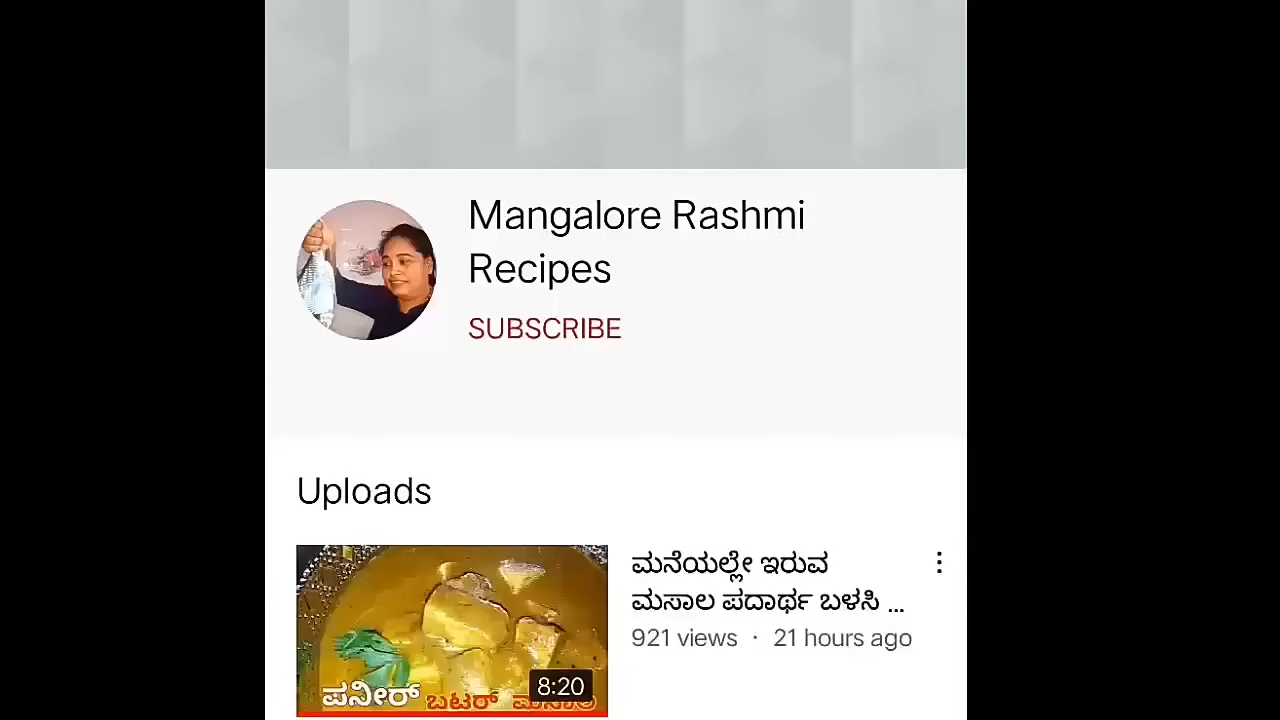 Mangalore Rashmi
Recipes
SUBSCRIBE
Uploads
ಮನೆಯಲ್ಲೇ ಇರುವ
ಮಸಾಲ ಪದಾರ್ಥ ಬಳಸಿ ...
921 views · 21 hours ago
8:20
ಪನೀರ್ ಬಟರ್ ಮಸಾಲ